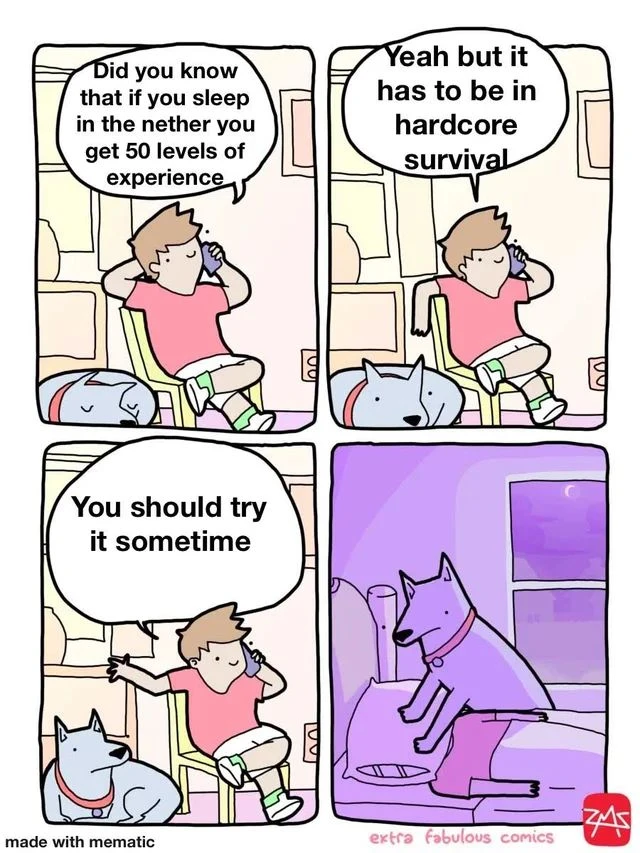 Did you know
that if you sleep
in the nether you
get 50 levels of
experience
Yeah but it
has to be in
hardcore
survival
You should try
it sometime
extra fabulous comics
ZMS
made with mematic